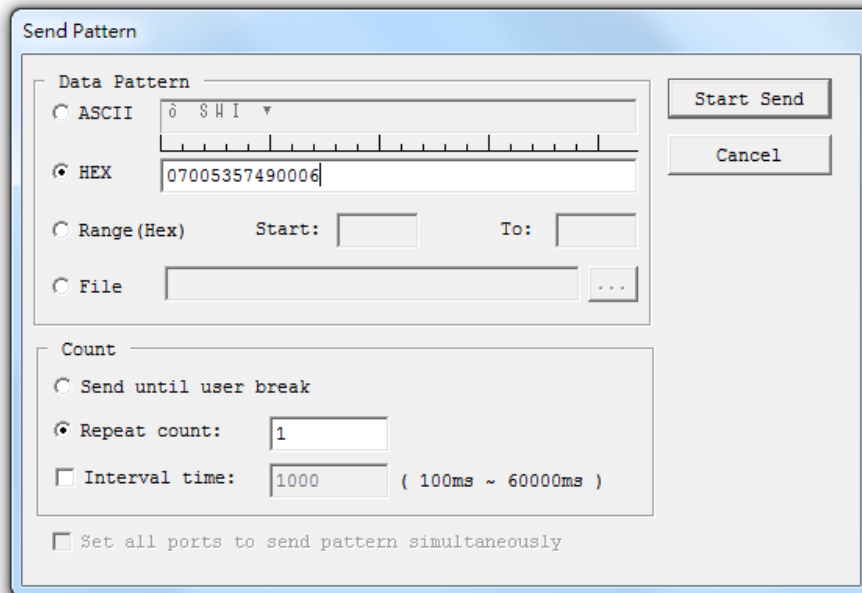 Send Pattern
Data Pattern
Start Send
ASCII
HEX 07005357490006
Cancel
Range(Hex) Start: To:
File ...
Count
Send until user break
Repeat count: 1
Interval time: 1000 ( 100ms ~ 60000ms )
Set all ports to send pattern simultaneously